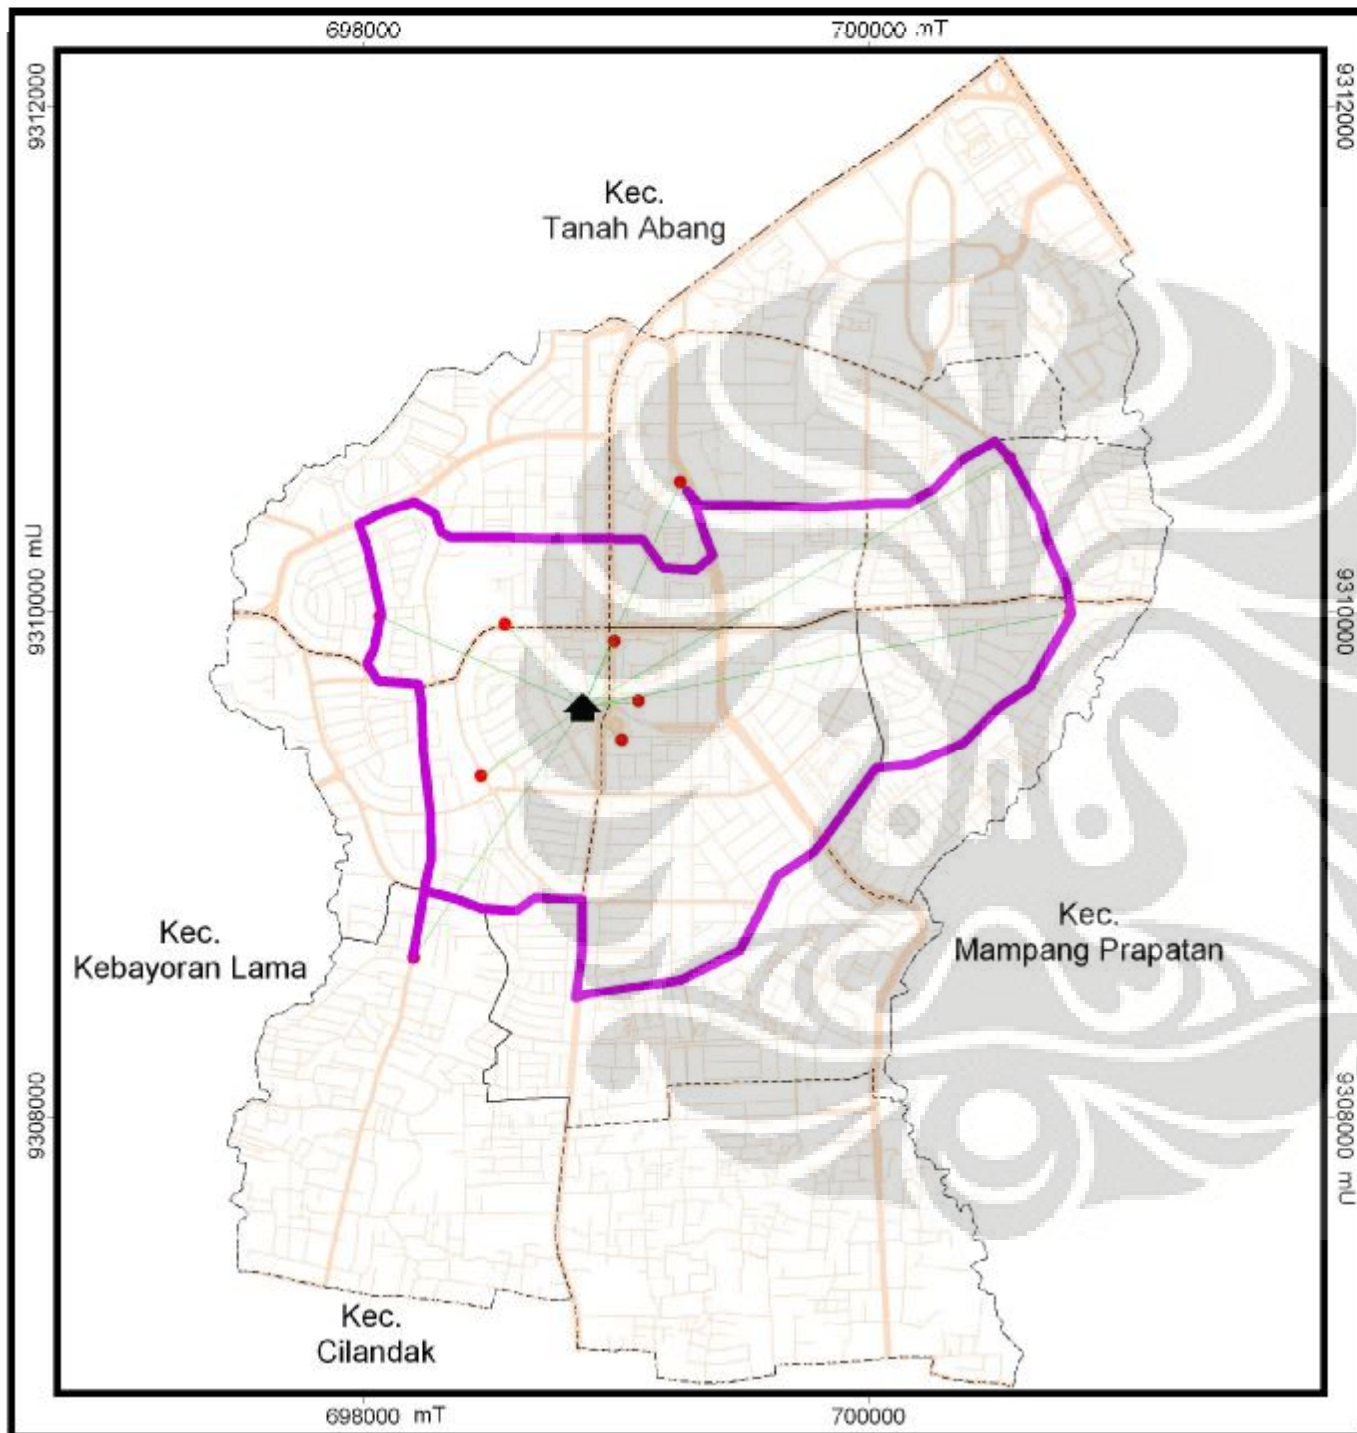 698000
700000 mT
9312000
9312000
Kec.
Tanah Abang
9310000 mU
9310000
Kec.
Kebayoran Lama
Kec.
Mampang Prapatan
9308000
9308000 mU
Kec.
Cilandak
698000 mT
700000